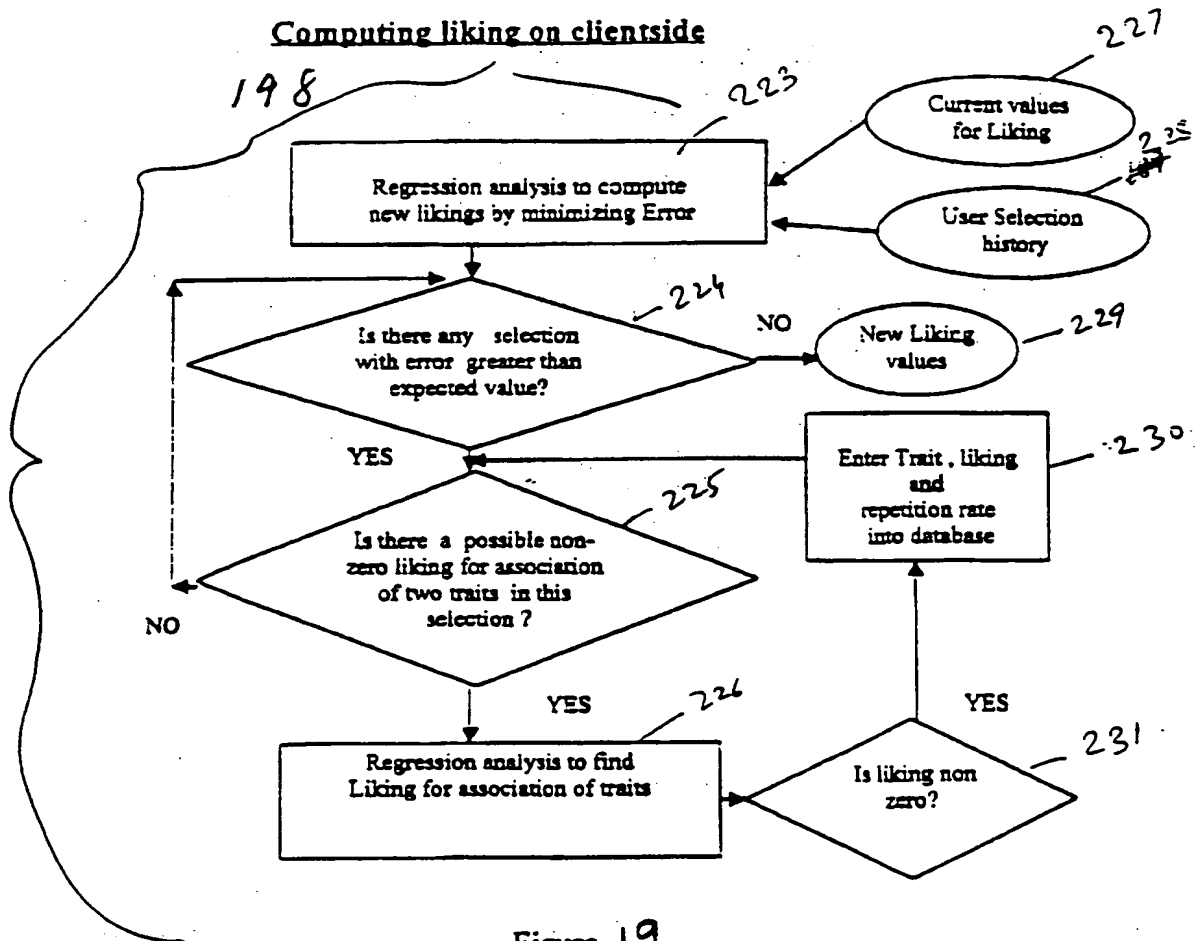 Computing liking on clientside
198
223
227
Current values
for Liking
Regression analysis to compute
new likings by minimizing Error
User Selection
history
224
Is there any selection
with error greater than
expected value?
NO
New Liking
values
229
YES
Enter Trait, liking
and
repetition rate
into database
230
225
Is there a possible non-
zero liking for association
of two traits in this
selection ?
NO
YES
226
YES
Regression analysis to find
Liking for association of traits
Is liking non
zero?
231
Figure 19